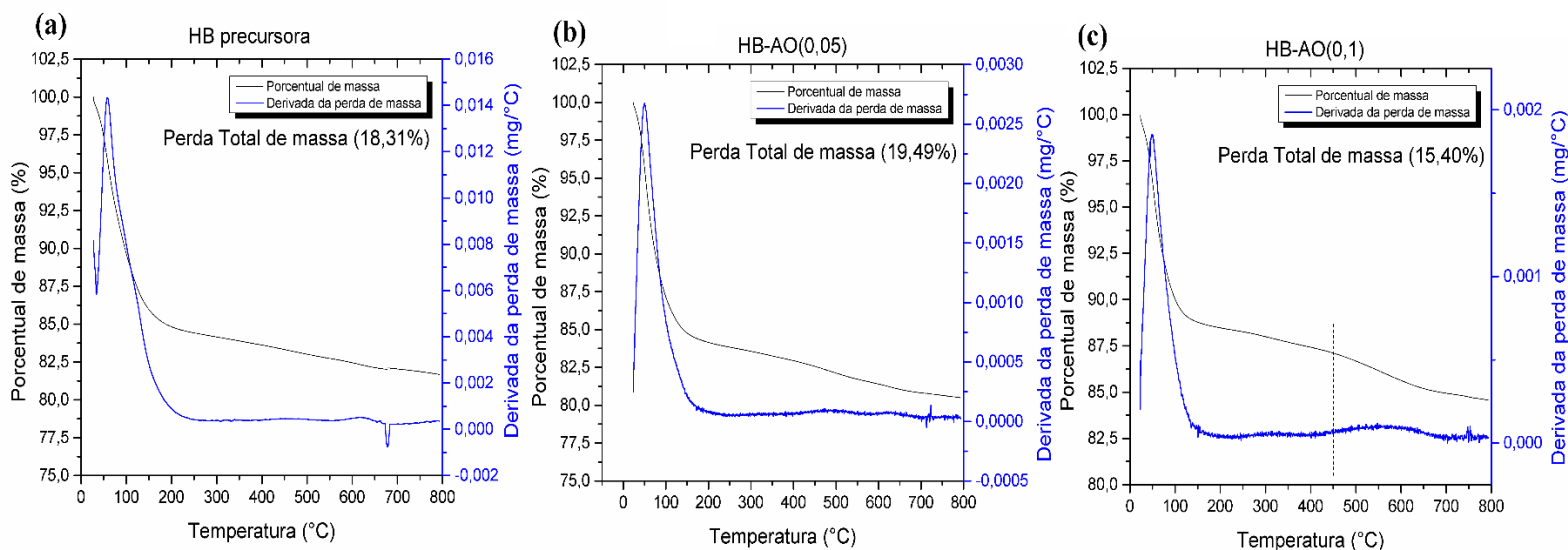 (a)
HB precursora
Porcentual de massa
Derivada da perda de massa
Perda Total de massa (18,31%)
Porcentual de massa (%)
102,5
100,0
97,5
95,0
92,5
90,0
87,5
85,0
82,5
80,0
77,5
75,0
0,016
0,014
0,012
0,010
0,008
0,006
0,004
0,002
0,000
-0,002
Derivada da perda de massa (mg/°C)
0 100 200 300 400 500 600 700 800
Temperatura (°C)
(b)
HB-AO(0,05)
Porcentual de massa
Derivada da perda de massa
Perda Total de massa (19,49%)
Porcentual de massa (%)
102,5
100,0
97,5
95,0
92,5
90,0
87,5
85,0
82,5
80,0
77,5
75,0
0,0030
0,0025
0,0020
0,0015
0,0010
0,0005
0,0000
-0,0005
Derivada da perda de massa (mg/°C)
0 100 200 300 400 500 600 700 800
Temperatura (°C)
(c)
HB-AO(0,1)
Porcentual de massa
Derivada da perda de massa
Perda Total de massa (15,40%)
Porcentual de massa (%)
102,5
100,0
97,5
95,0
92,5
90,0
87,5
85,0
82,5
80,0
0,002
0,001
0,000
Derivada da perda de massa (mg/°C)
0 100 200 300 400 500 600 700 800
Temperatura (°C)